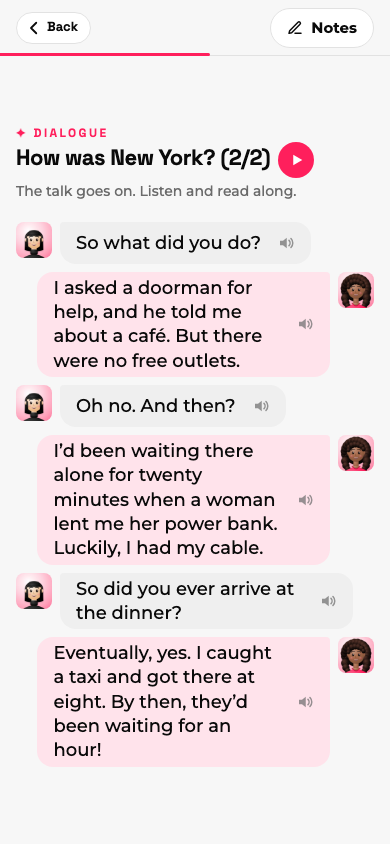 Back
Notes
✦ DIALOGUE
How was New York? (2/2)
The talk goes on. Listen and read along.
So what did you do?
I asked a doorman for
help, and he told me
about a café. But there
were no free outlets.
Oh no. And then?
I’d been waiting there
alone for twenty
minutes when a woman
lent me her power bank.
Luckily, I had my cable.
So did you ever arrive at
the dinner?
Eventually, yes. I caught
a taxi and got there at
eight. By then, they’d
been waiting for an
hour!